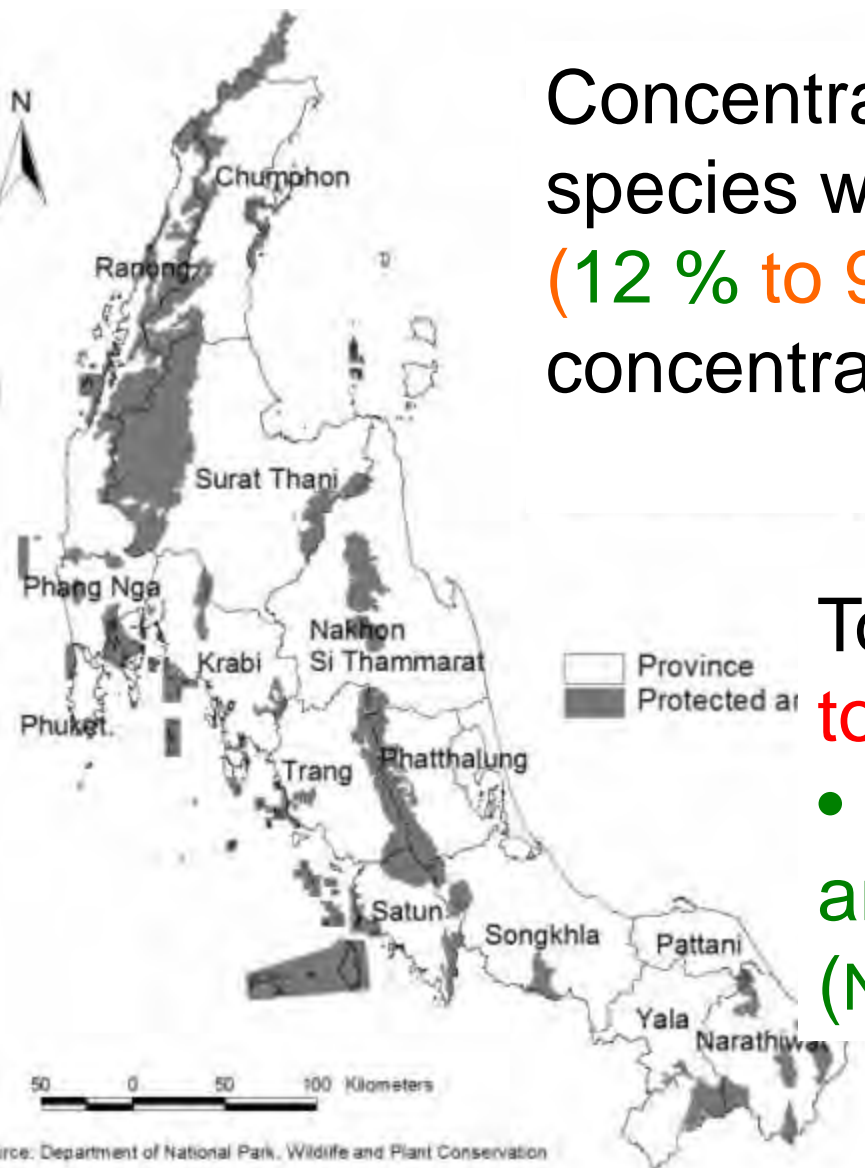 N
Chumphon
Ranong
Surat Thani
Phang Nga
Nakhon
Si Thammarat
Krabi
Phuket.
Trang
Phatthalung
Satun
Songkhla
Pattani
Yala
Narathiwat
Province
Protected ar
50 0 50 100 Kilometers
rce: Department of National Park, Wildlife and Plant Conservation
Concentra
species w
(12 % to 9
concentra
To
to
•
ar
(N